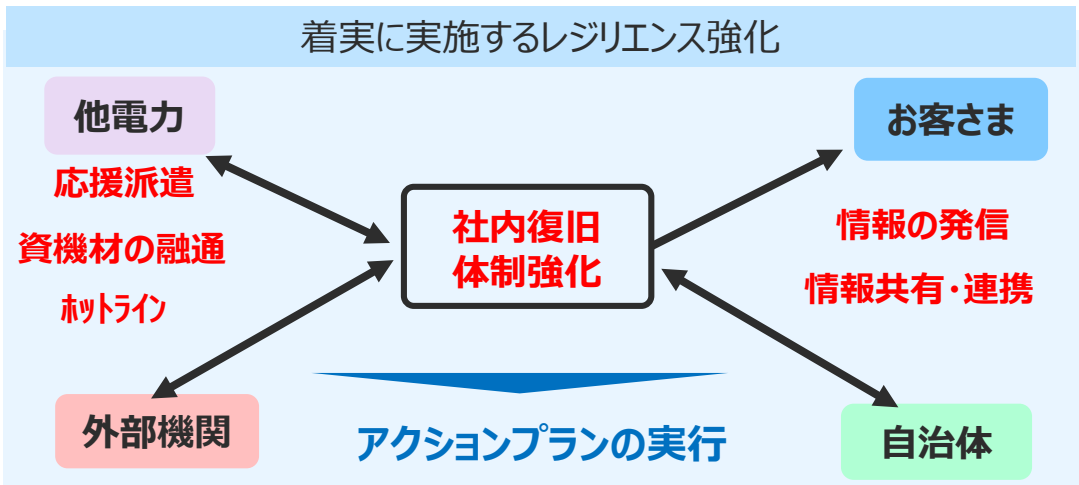 着実に実施するレジリエンス強化
他電力
お客さま
応援派遣
資機材の融通
ﾎｯﾄﾗｲﾝ
社内復旧
体制強化
情報の発信
情報共有・連携
外部機関
アクションプランの実行
自治体